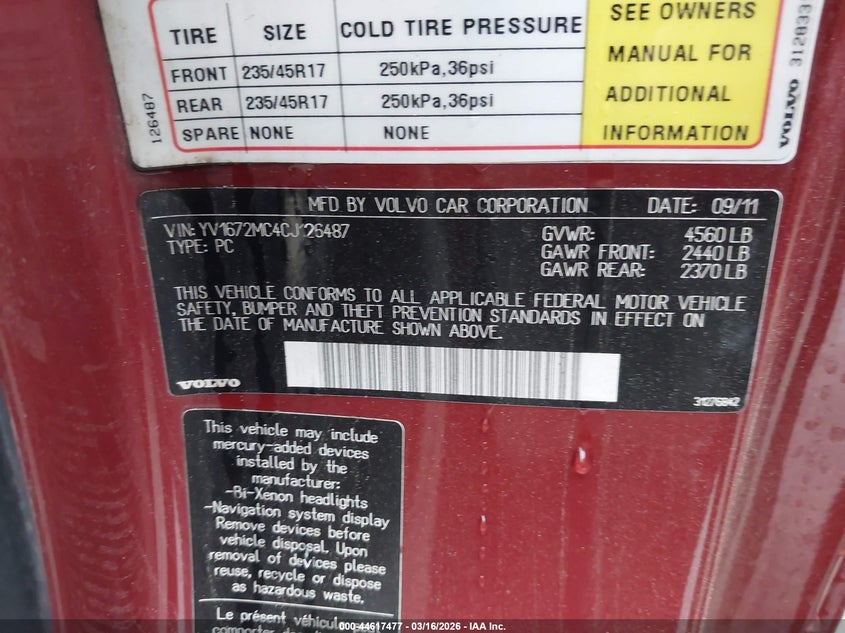 TIRE SIZE COLD TIRE PRESSURE
FRONT 235/45R17 250kPa,36psi
REAR 235/45R17 250kPa,36psi
SPARE NONE NONE
SEE OWNERS
MANUAL FOR
ADDITIONAL
INFORMATION
126487
VOLVO 312833
MFD BY VOLVO CAR CORPORATION DATE: 09/11
VIN: YV1672MC4CJ126487 GVWR: 4560 LB
TYPE: PC GAWR FRONT: 2440 LB
GAWR REAR: 2370 LB
THIS VEHICLE CONFORMS TO ALL APPLICABLE FEDERAL MOTOR VEHICLE
SAFETY, BUMPER AND THEFT PREVENTION STANDARDS IN EFFECT ON
THE DATE OF MANUFACTURE SHOWN ABOVE.
VOLVO 31276942
This vehicle may include
mercury-added devices
installed by the
manufacturer:
-Bi-Xenon headlights
-Navigation system display
Remove devices before
vehicle disposal. Upon
removal of devices please
reuse, recycle or dispose
as hazardous waste.
Le présent véhicule
000-44617477 - 03/16/2026 - IAA Inc.